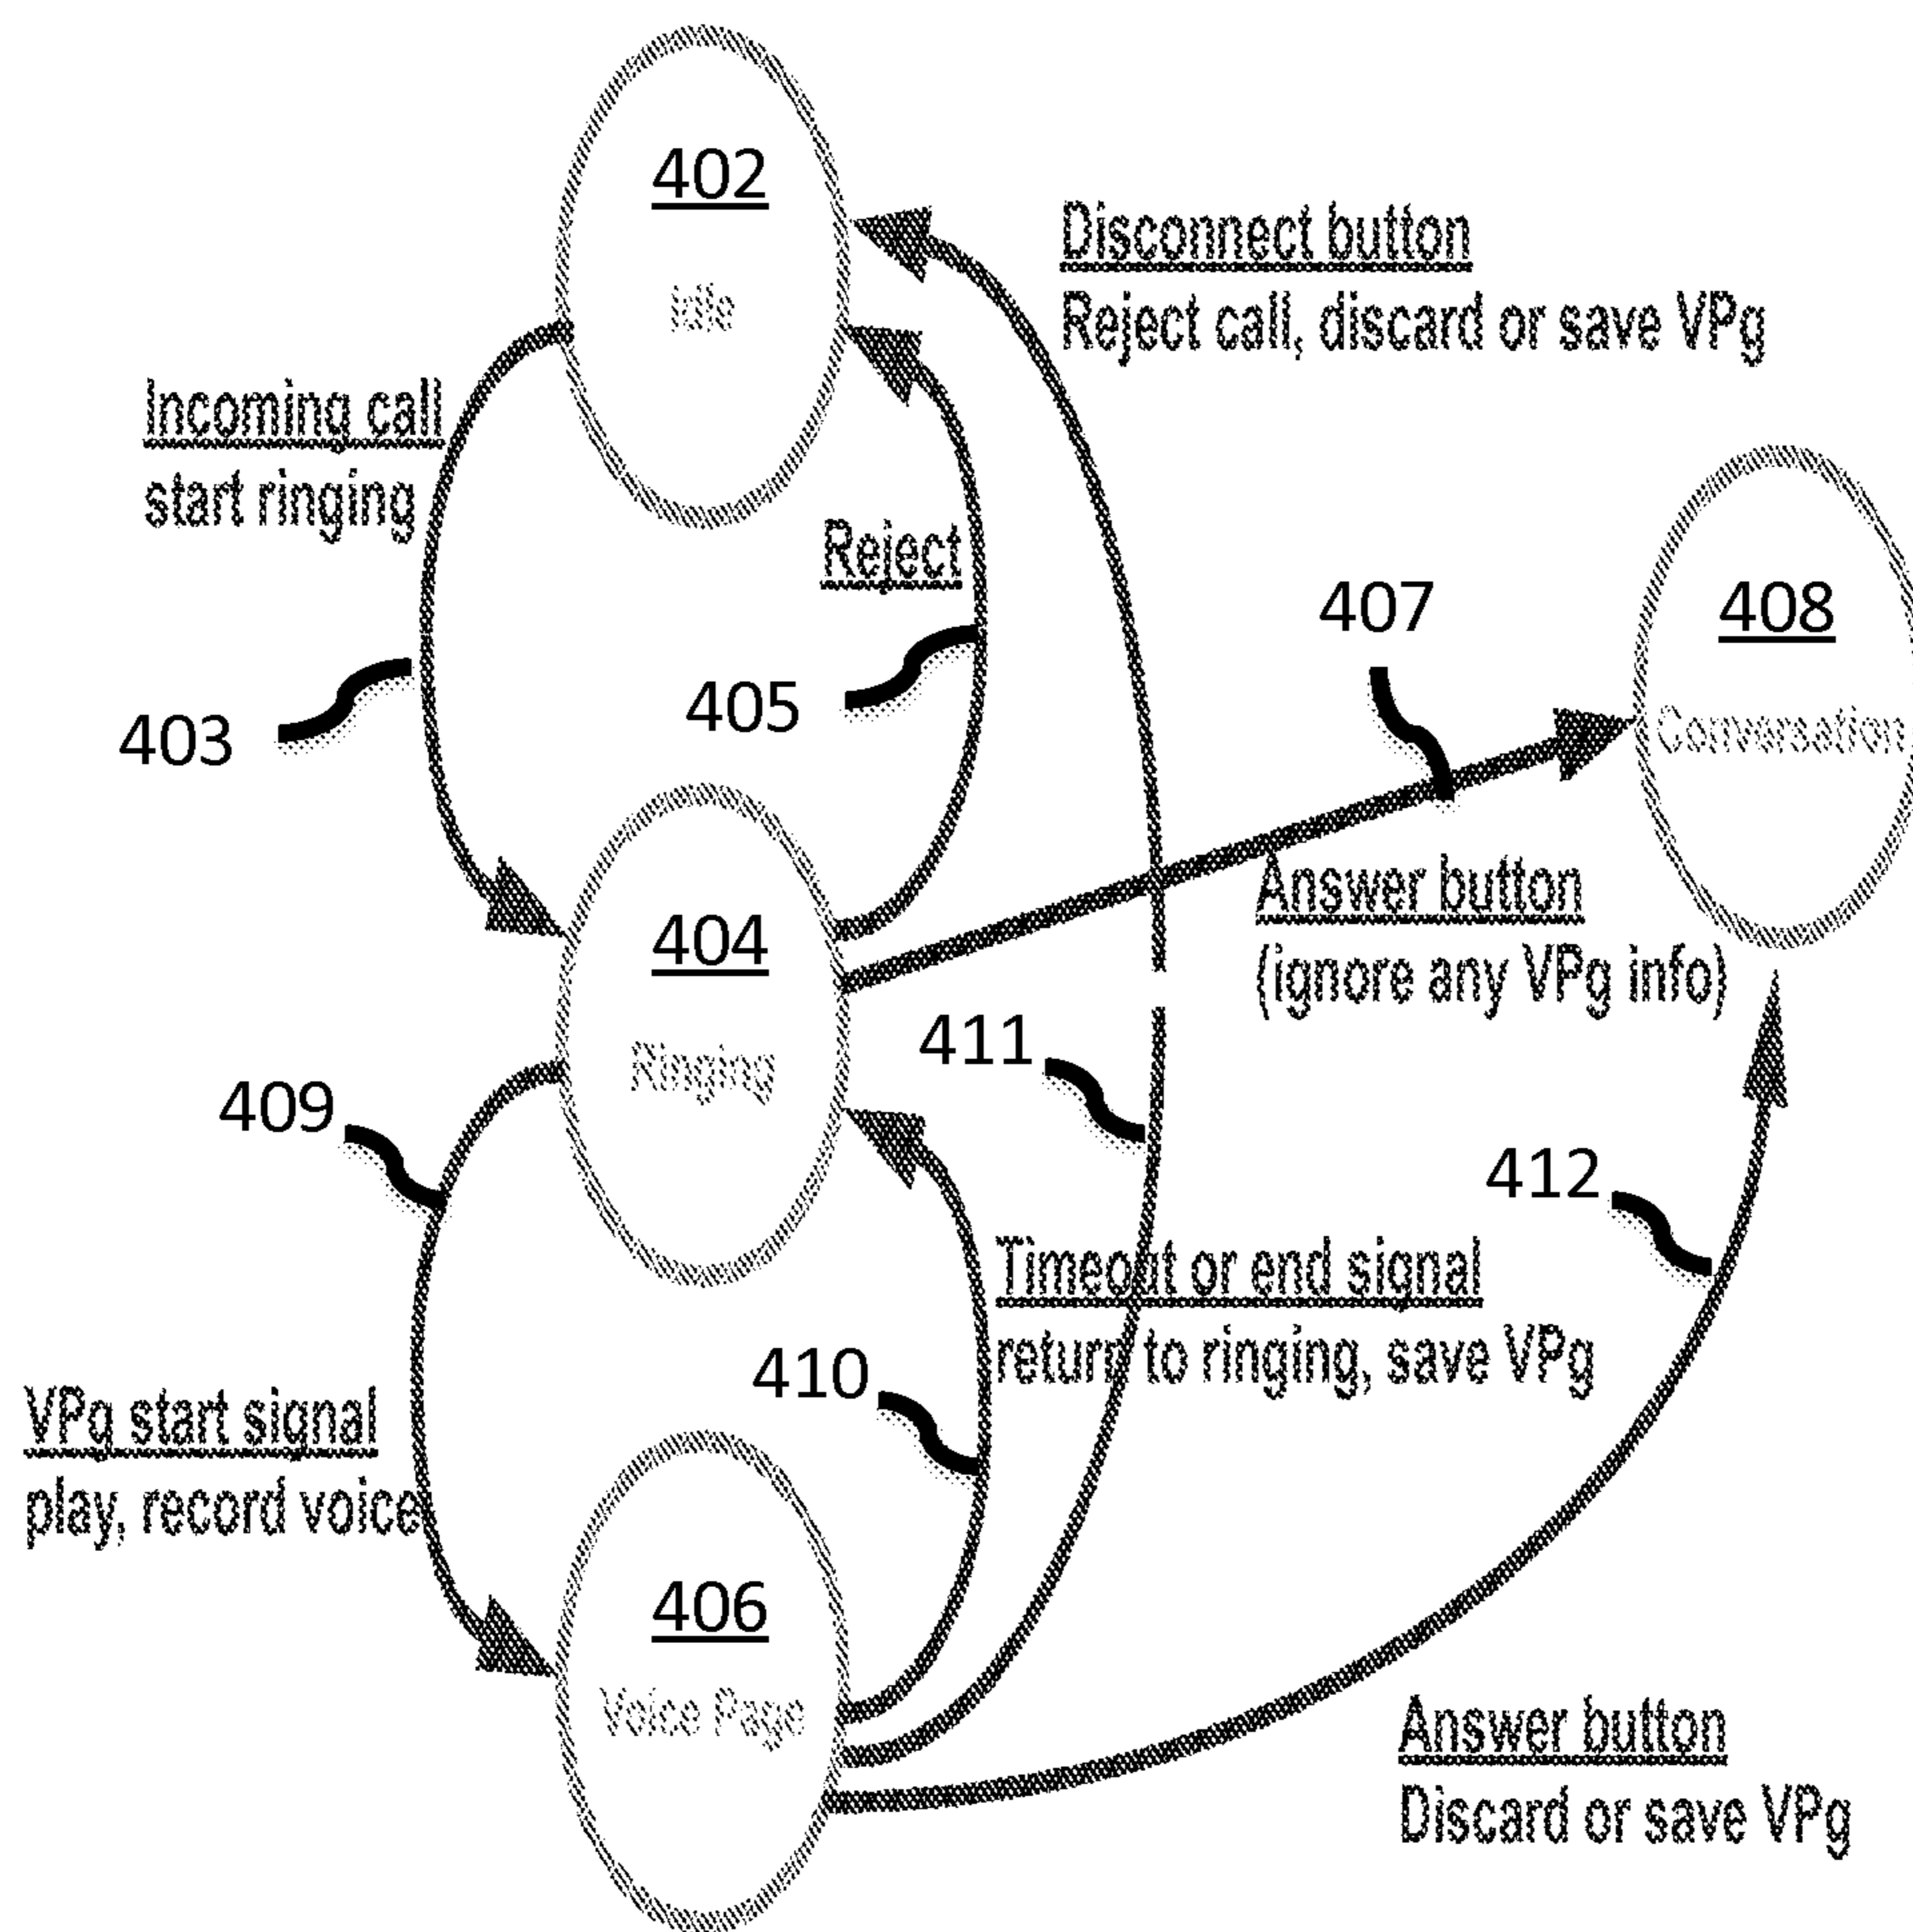 402
Idle
Disconnect button
Reject call, discard or save VPg
Incoming call
start ringing
Reject
403
405
407
408
Conversation
404
Ringing
Answer button
(ignore any VPg info)
409
411
412
Timeout or end signal
return to ringing, save VPg
410
VPg start signal
play, record voice
406
Voice Page
Answer button
Discard or save VPg